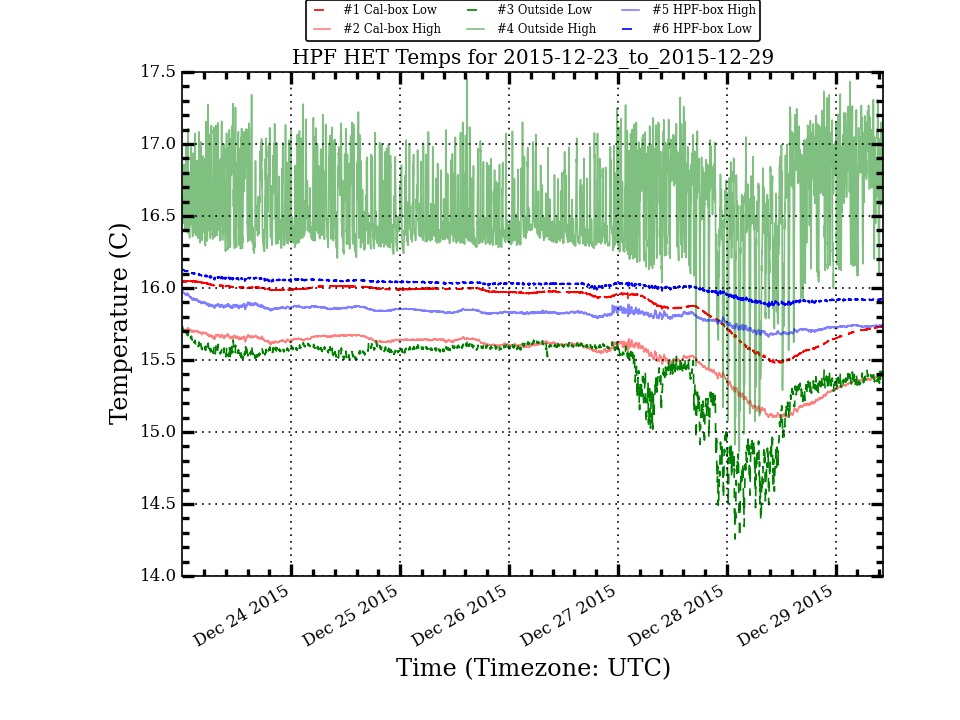 #1 Cal-box Low #3 Outside Low #5 HPF-box High
#2 Cal-box High #4 Outside High #6 HPF-box Low
HPF HET Temps for 2015-12-23_to_2015-12-29
17.5
17.0
16.5
16.0
15.5
15.0
14.5
14.0
Temperature (C)
Dec 24 2015 Dec 25 2015 Dec 26 2015 Dec 27 2015 Dec 28 2015 Dec 29 2015
Time (Timezone: UTC)